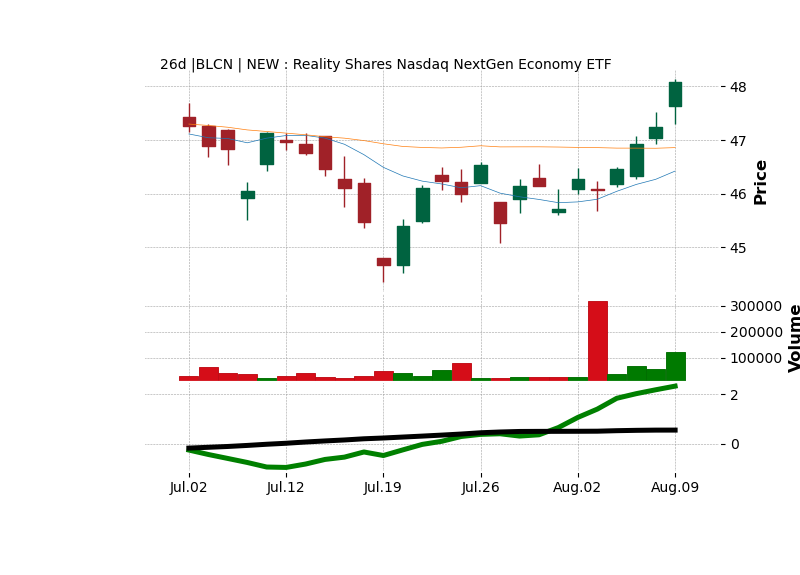 26d |BLCN | NEW : Reality Shares Nasdaq NextGen Economy ETF
48
47
46
45
Price
300000
200000
100000
Volume
2
0
Jul.02 Jul.12 Jul.19 Jul.26 Aug.02 Aug.09